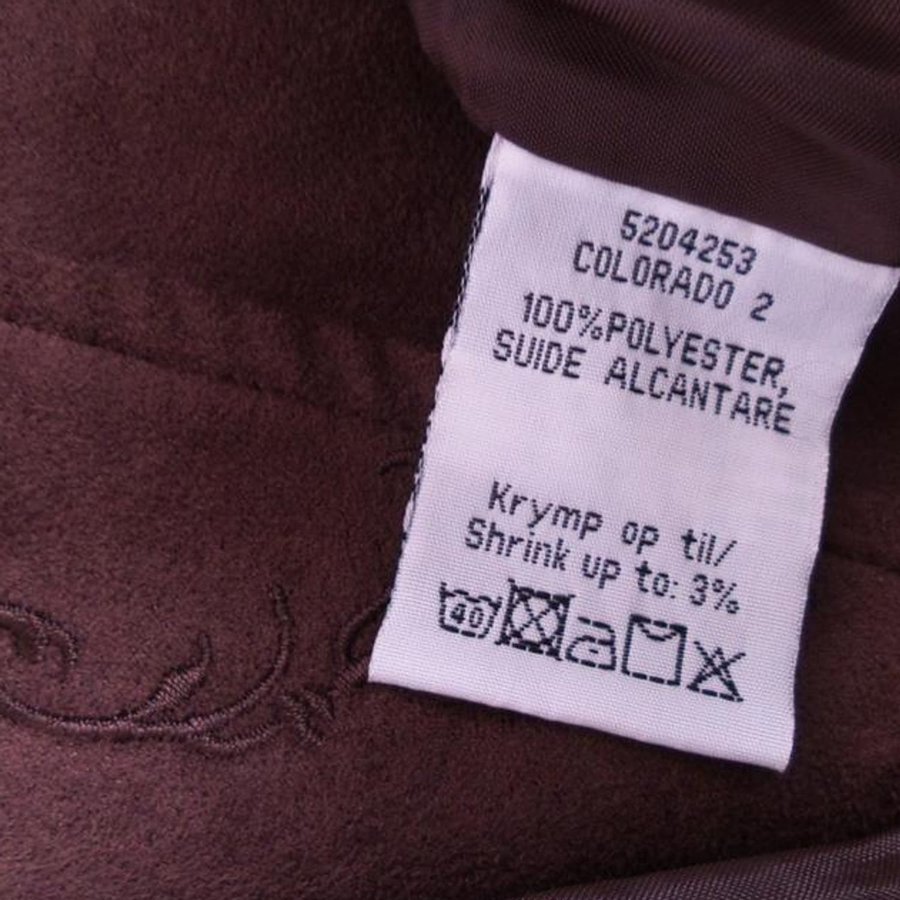 5204253
COLORADO 2
100%POLYESTER,
SUIDE ALCANTARE
Krymp op til/
Shrink up to: 3%
40